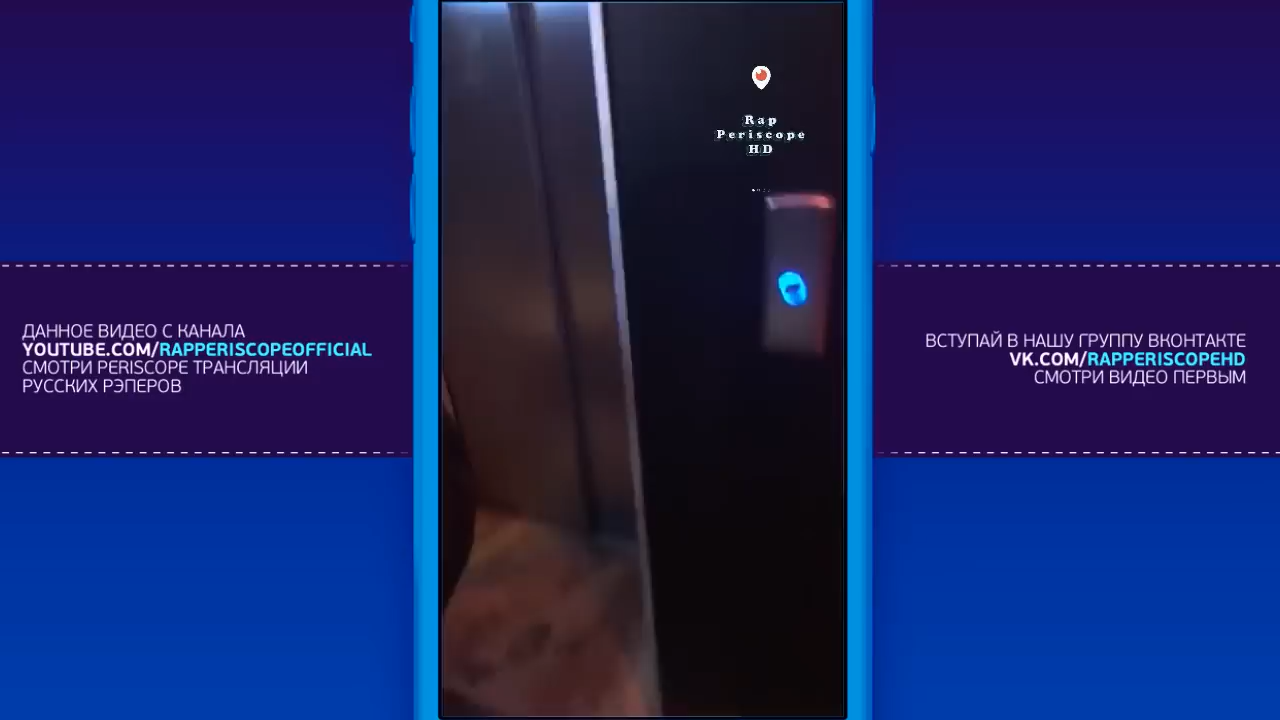 ДАННОЕ ВИДЕО С КАНАЛА
YOUTUBE.COM/RAPPERISCOPEOFFICIAL
СМОТРИ PERISCOPE ТРАНСЛЯЦИИ
РУССКИХ РЭПЕРОВ
Rap
Periscope
HD
ВСТУПАЙ В НАШУ ГРУППУ ВКОНТАКТЕ
VK.COM/RAPPERISCOPEHD
СМОТРИ ВИДЕО ПЕРВЫМ